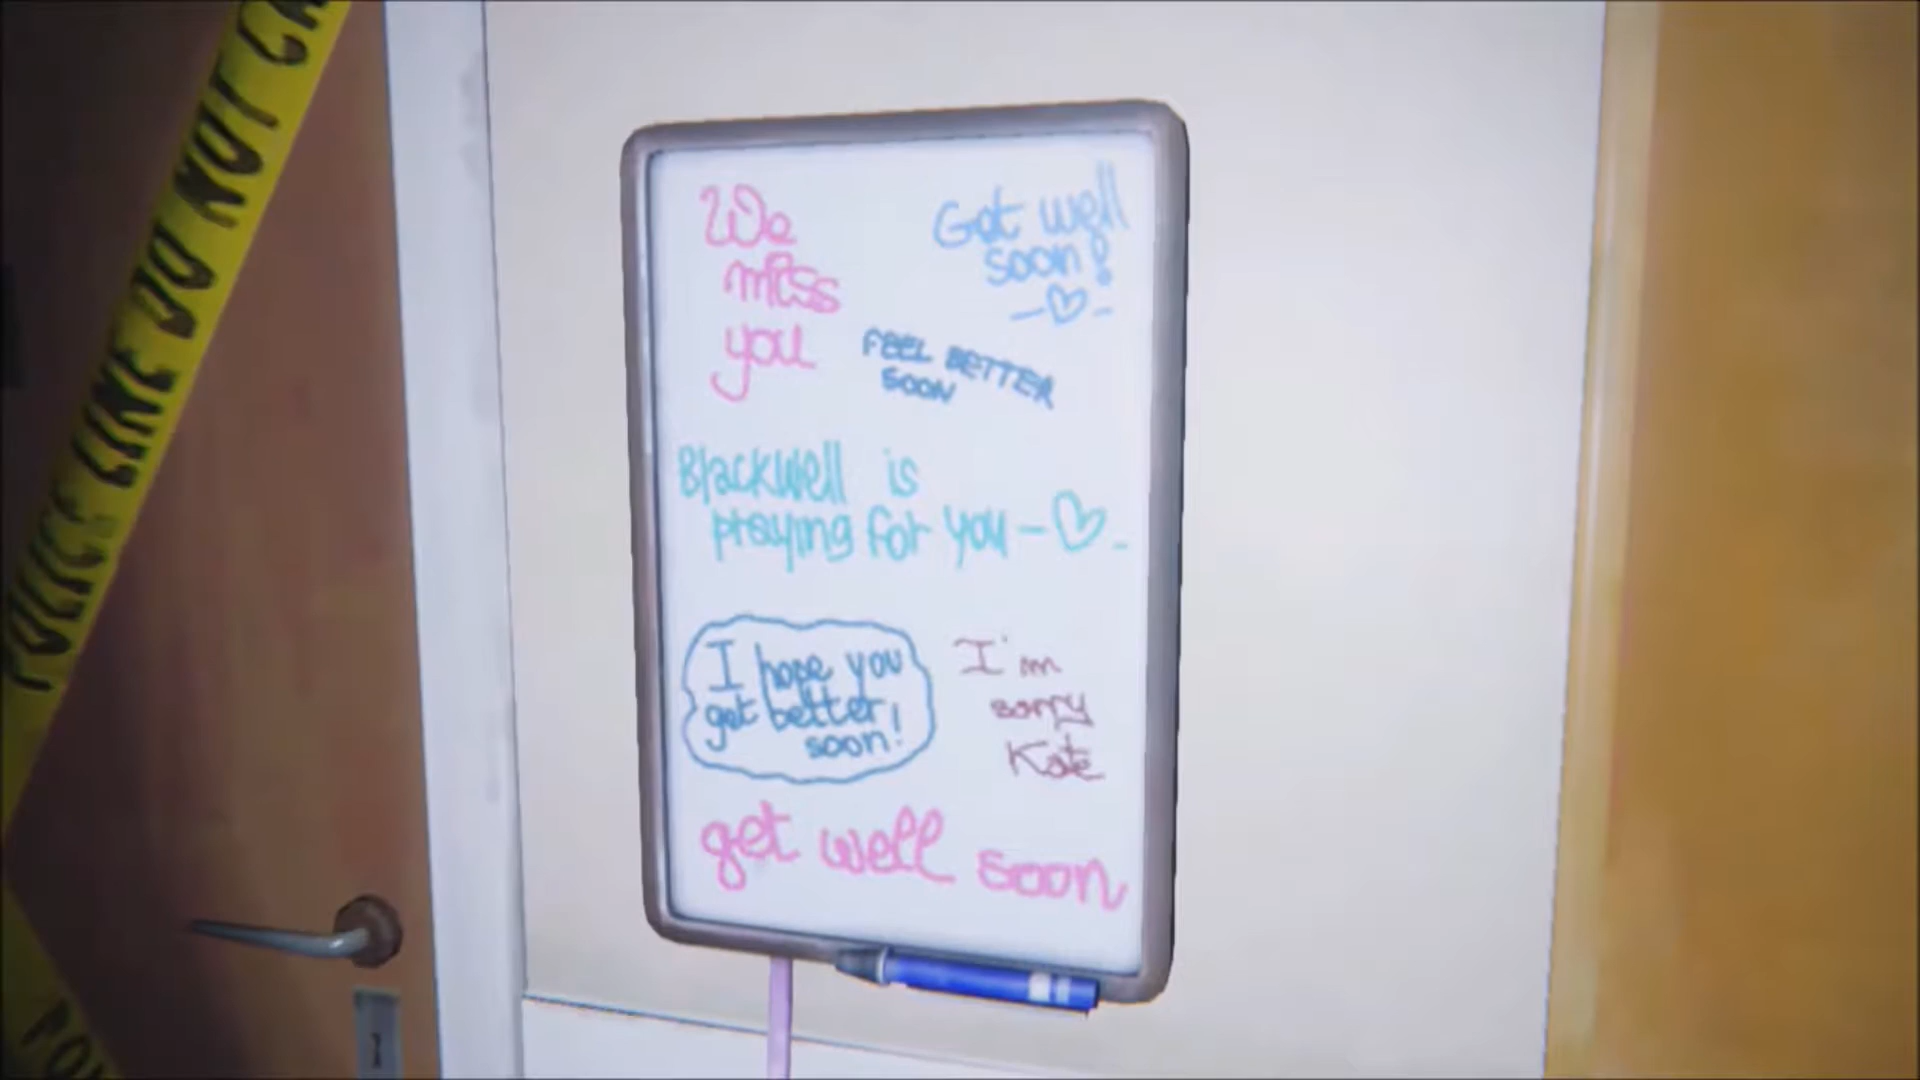 POLICE LINE DO NOT
We
miss
you
Get well
soon!
FEEL BETTER
SOON
Blackwell is
praying for you
I hope you
get better
soon!
I'm
sorry
Kate
get well soon